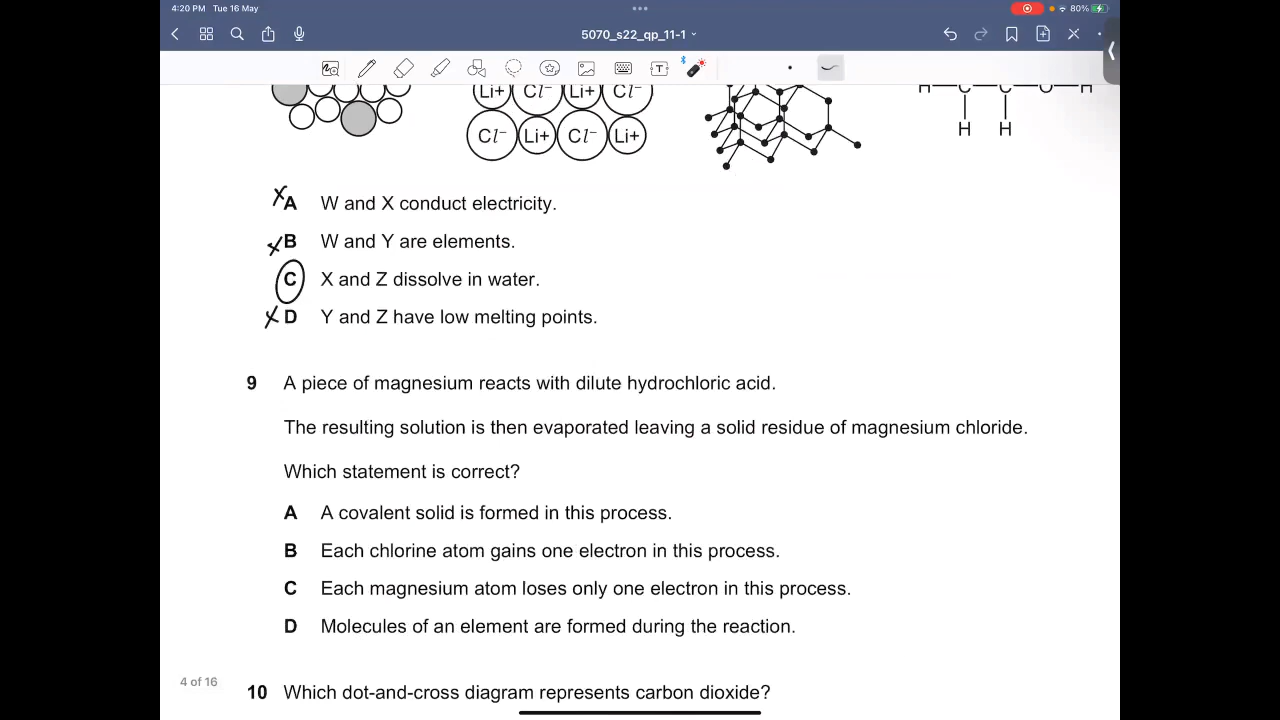 4:20 PM Tue 16 May
80%
5070_s22_qp_11-1
Li+ Cl⁻ Li+ Cl⁻
H C C O H
Cl⁻ Li+ Cl⁻ Li+
H H
X A W and X conduct electricity.
X B W and Y are elements.
C X and Z dissolve in water.
X D Y and Z have low melting points.
9 A piece of magnesium reacts with dilute hydrochloric acid.
The resulting solution is then evaporated leaving a solid residue of magnesium chloride.
Which statement is correct?
A A covalent solid is formed in this process.
B Each chlorine atom gains one electron in this process.
C Each magnesium atom loses only one electron in this process.
D Molecules of an element are formed during the reaction.
4 of 16
10 Which dot-and-cross diagram represents carbon dioxide?